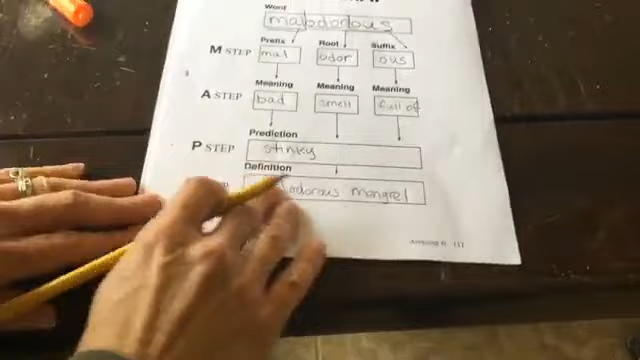 Word
malodorous
Prefix Root Suffix
M STEP mal odor ous
Meaning Meaning Meaning
A STEP bad smell full of
Prediction
P STEP stinky
Definition
odorous mongrel